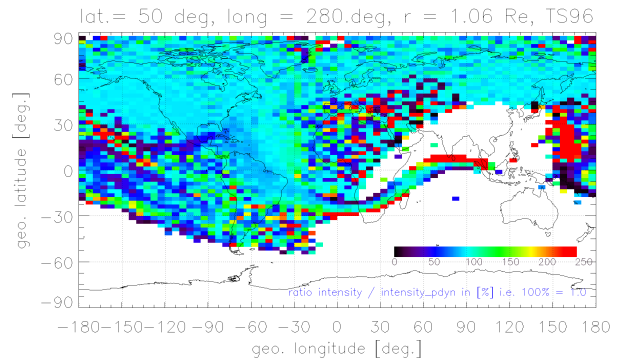 lat.= 50 deg, long = 280.deg, r = 1.06 Re, TS96
90
60
30
0
−30
−60
−90
geo. latitude [deg.]
0 50 100 150 200 250
ratio intensity / intensity_pdyn in [%] i.e. 100% = 1.0
−180 −150 −120 −90 −60 −30 0 30 60 90 120 150 180
geo. longitude [deg.]